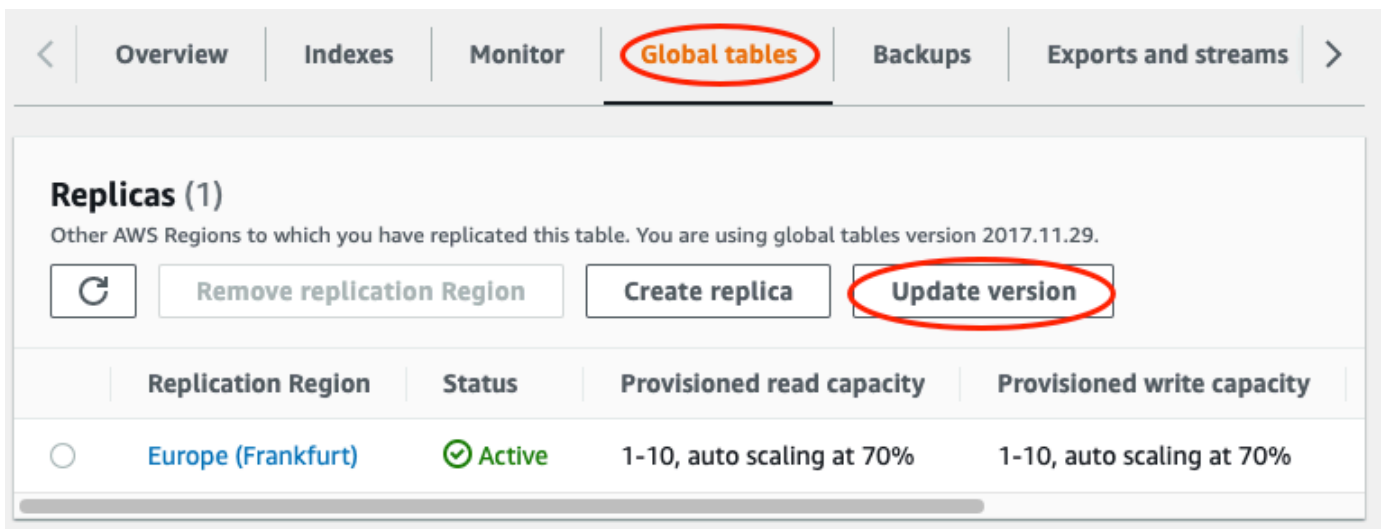 Overview Indexes Monitor Global tables Backups Exports and streams
Replicas (1)
Other AWS Regions to which you have replicated this table. You are using global tables version 2017.11.29.
Remove replication Region Create replica Update version
Replication Region Status Provisioned read capacity Provisioned write capacity
Europe (Frankfurt) Active 1-10, auto scaling at 70% 1-10, auto scaling at 70%